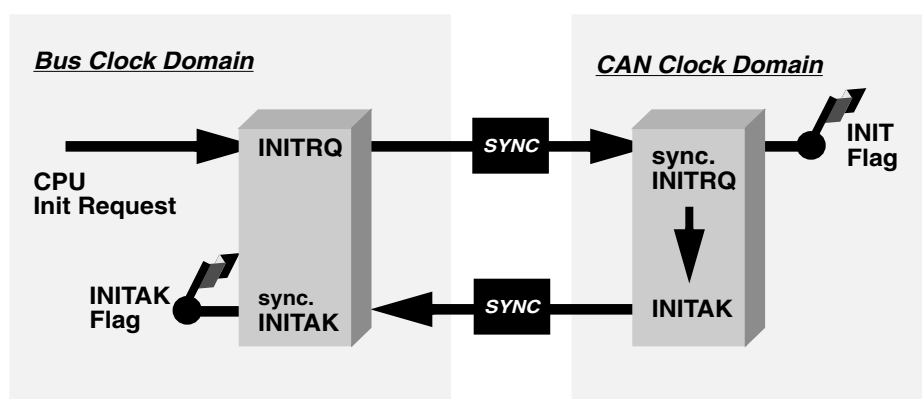 Bus Clock Domain
CAN Clock Domain
CPU
Init Request
INITRQ
SYNC
sync.
INITRQ
INIT
Flag
INITAK
Flag
sync.
INITAK
SYNC
INITAK